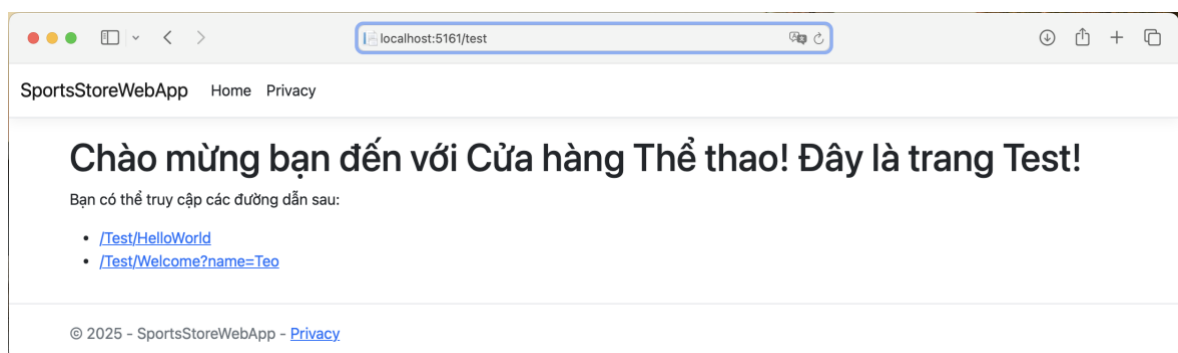 localhost:5161/test
SportsStoreWebApp Home Privacy
Chào mừng bạn đến với Cửa hàng Thể thao! Đây là trang Test!
Bạn có thể truy cập các đường dẫn sau:
• /Test/HelloWorld
• /Test/Welcome?name=Teo
© 2025 - SportsStoreWebApp - Privacy